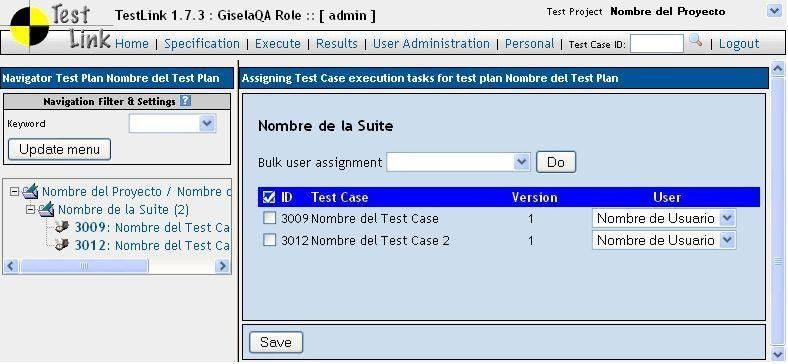 Test Link
TestLink 1.7.3 : GiselaQA Role :: [ admin ]
Test Project Nombre del Proyecto
Home | Specification | Execute | Results | User Administration | Personal | Test Case ID: | Logout
Navigator Test Plan Nombre del Test Plan
Navigation Filter & Settings ?
Keyword
Update menu
Nombre del Proyecto / Nombre d
Nombre de la Suite (2)
3009: Nombre del Test Ca
3012: Nombre del Test Ca
Assigning Test Case execution tasks for test plan Nombre del Test Plan
Nombre de la Suite
Bulk user assignment Do
ID Test Case Version User
3009 Nombre del Test Case 1 Nombre de Usuario
3012 Nombre del Test Case 2 1 Nombre de Usuario
Save